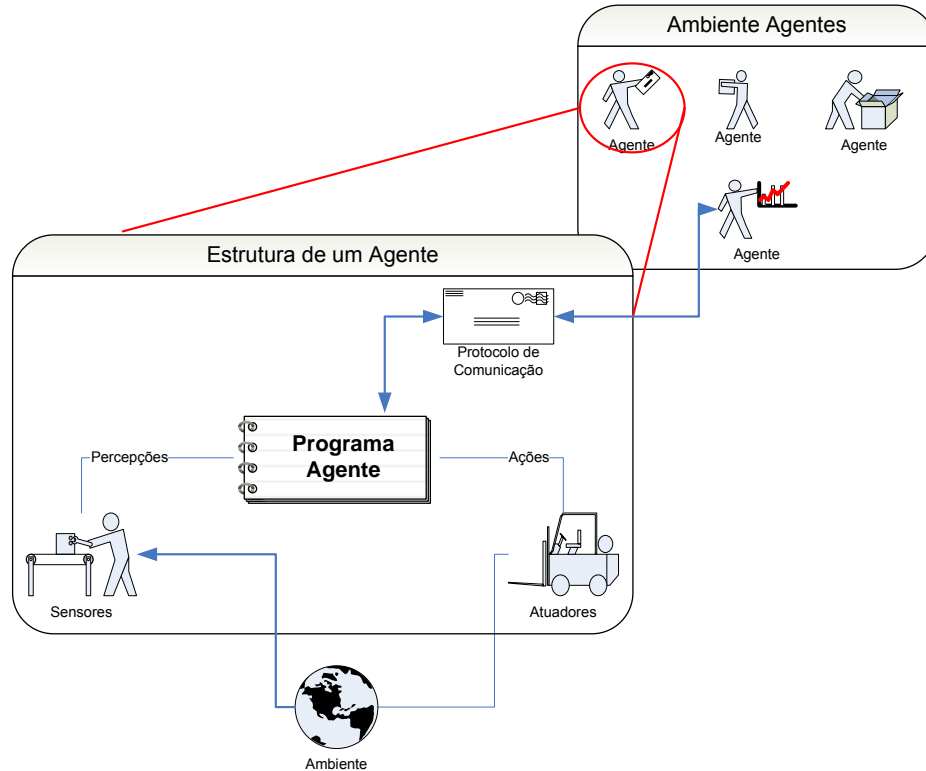 Ambiente Agentes
Agente
Agente
Agente
Agente
Estrutura de um Agente
Protocolo de
Comunicação
Programa
Agente
Percepções
Ações
Sensores
Atuadores
Ambiente